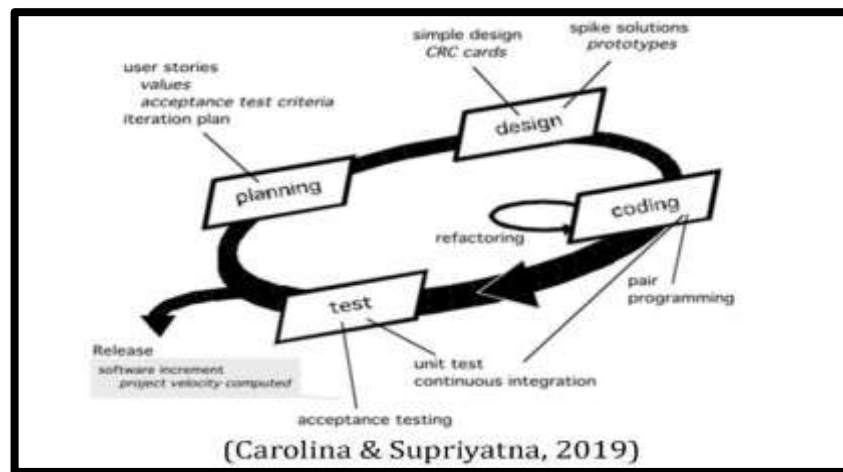 simple design
CRC cards
spike solutions
prototypes
user stories
values
acceptance test criteria
iteration plan
design
planning
coding
refactoring
pair
programming
test
Release
software increment
project velocity computed
unit test
continuous integration
acceptance testing
(Carolina & Supriyatna, 2019)